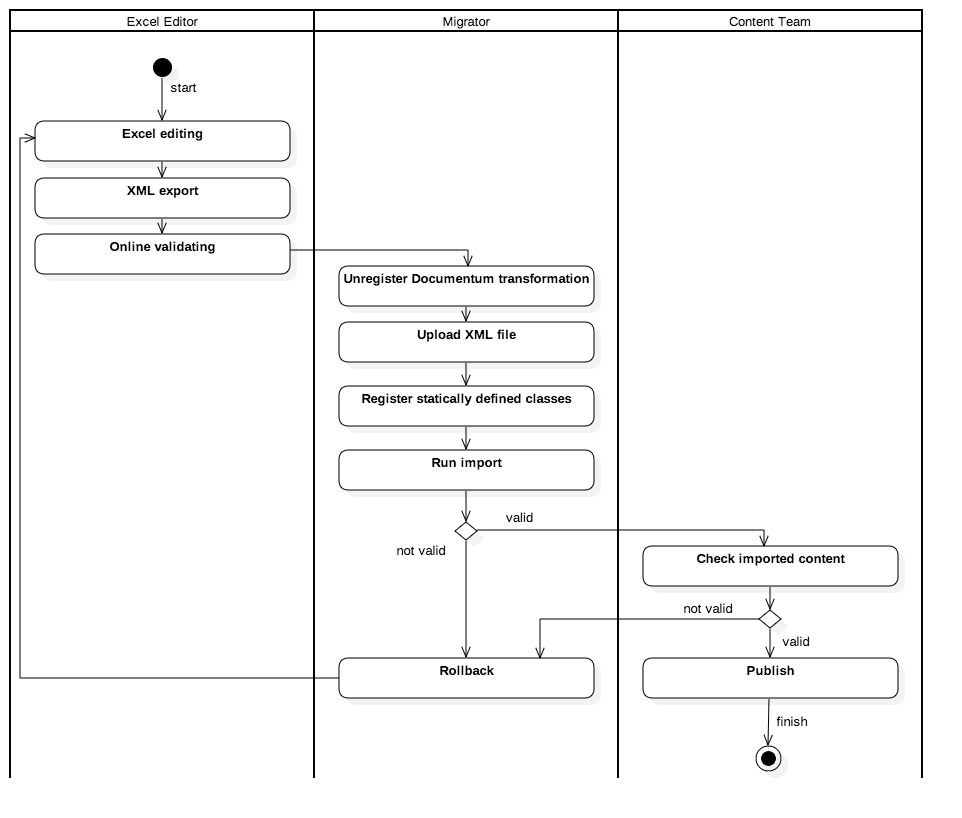 Excel Editor
Migrator
Content Team
start
Excel editing
XML export
Online validating
Unregister Documentum transformation
Upload XML file
Register statically defined classes
Run import
valid
not valid
Check imported content
not valid
valid
Rollback
Publish
finish